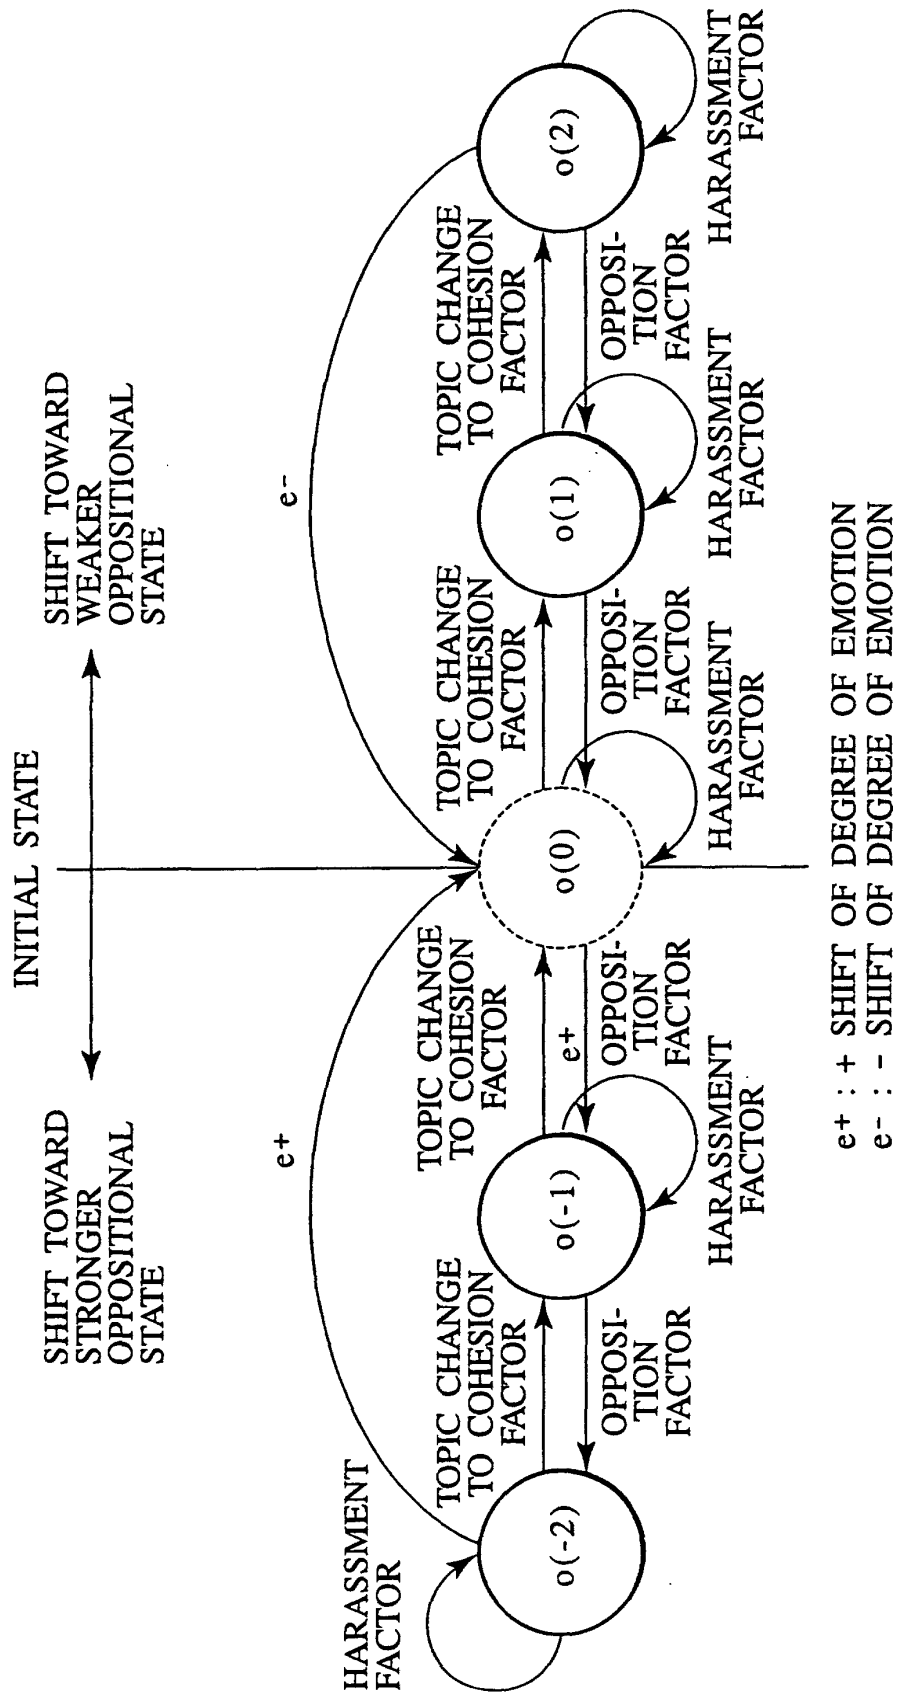 INITIAL STATE
SHIFT TOWARD
STRONGER
OPPOSITIONAL
STATE
SHIFT TOWARD
WEAKER
OPPOSITIONAL
STATE
e+
e-
HARASSMENT
FACTOR
TOPIC CHANGE
TO COHESION
FACTOR
TOPIC CHANGE
TO COHESION
FACTOR
TOPIC CHANGE
TO COHESION
FACTOR
TOPIC CHANGE
TO COHESION
FACTOR
o(-2)
o(-1)
o(0)
o(1)
o(2)
e+
OPPOSI-
TION
FACTOR
OPPOSI-
TION
FACTOR
OPPOSI-
TION
FACTOR
OPPOSI-
TION
FACTOR
HARASSMENT
FACTOR
HARASSMENT
FACTOR
HARASSMENT
FACTOR
HARASSMENT
FACTOR
e+ : + SHIFT OF DEGREE OF EMOTION
e- : - SHIFT OF DEGREE OF EMOTION